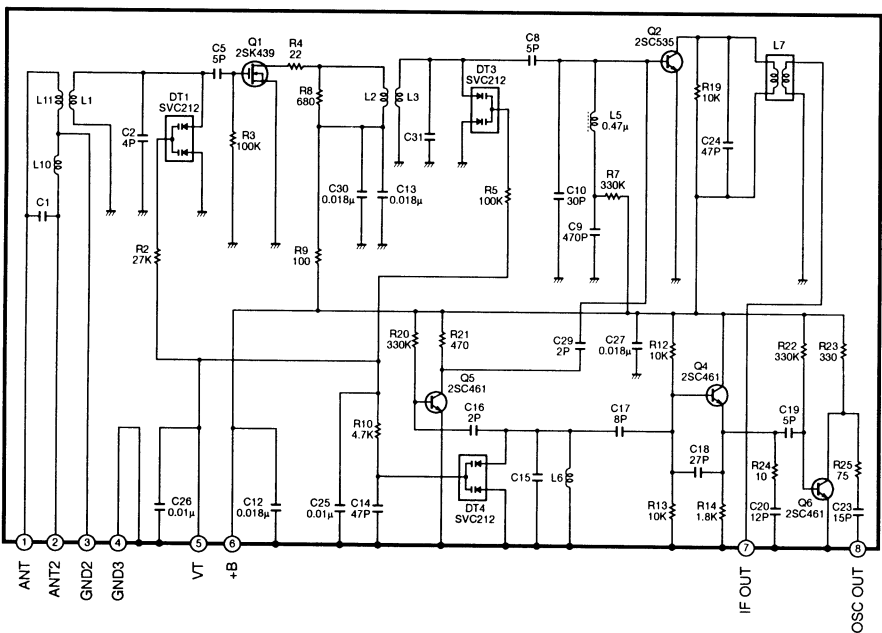 C5
5P
Q1
2SK439
R4
22
C8
5P
Q2
2SC535
L7
L11
L1
C2
4P
DT1
SVC212
R3
100K
R8
680
L2
L3
C31
DT3
SVC212
L5
0.47µ
R19
10K
C24
47P
L10
C1
R2
27K
C30
0.018µ
C13
0.018µ
R9
100
R5
100K
C10
30P
R7
330K
C9
470P
R20
330K
R21
470
Q5
2SC461
C29
2P
C27
0.018µ
R12
10K
Q4
2SC461
R22
330K
R23
330
R10
4.7K
C16
2P
C17
8P
C19
5P
C18
27P
R24
10
R25
75
C26
0.01µ
C12
0.018µ
C25
0.01µ
C14
47P
DT4
SVC212
C15
L6
R13
10K
R14
1.8K
C20
12P
Q6
2SC461
C23
15P
1
2
3
4
5
6
7
8
ANT
ANT2
GND2
GND3
VT
+B
IF OUT
OSC OUT